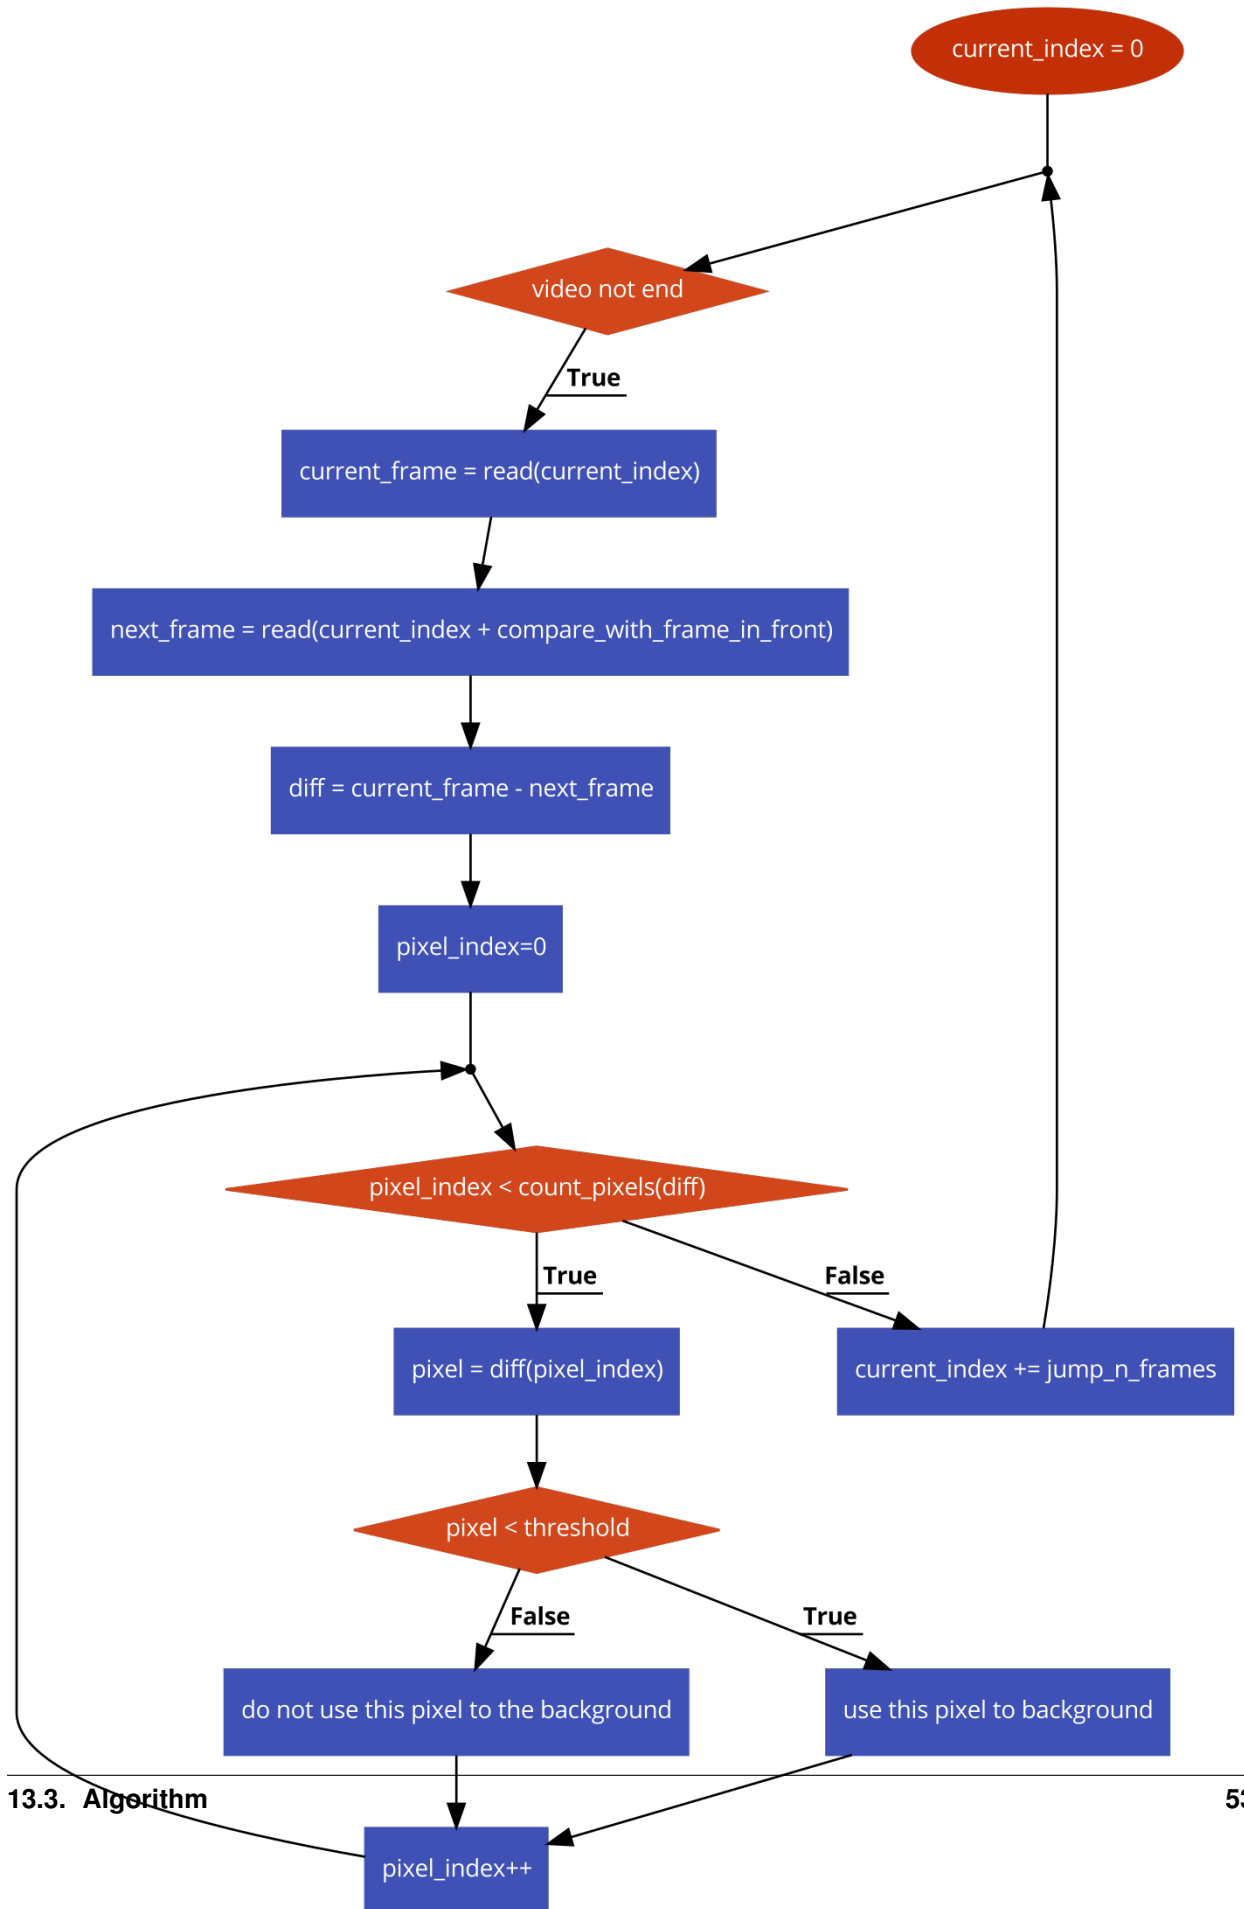 current_index = 0
video not end
True
current_frame = read(current_index)
next_frame = read(current_index + compare_with_frame_in_front)
diff = current_frame - next_frame
pixel_index=0
pixel_index < count_pixels(diff)
True
False
pixel = diff(pixel_index)
current_index += jump_n_frames
pixel < threshold
False
True
do not use this pixel to the background
use this pixel to background
13.3. Algorithm
53
pixel_index++